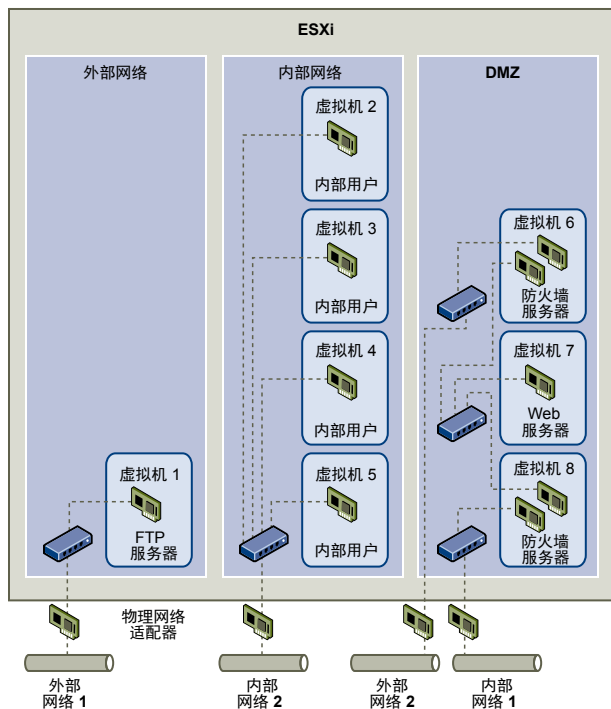 ESXi
外部网络
虚拟机 1
FTP
服务器
内部网络
虚拟机 2
内部用户
虚拟机 3
内部用户
虚拟机 4
内部用户
虚拟机 5
内部用户
DMZ
虚拟机 6
防火墙
服务器
虚拟机 7
Web
服务器
虚拟机 8
防火墙
服务器
物理网络
适配器
外部
网络 1
内部
网络 2
外部
网络 2
内部
网络 1